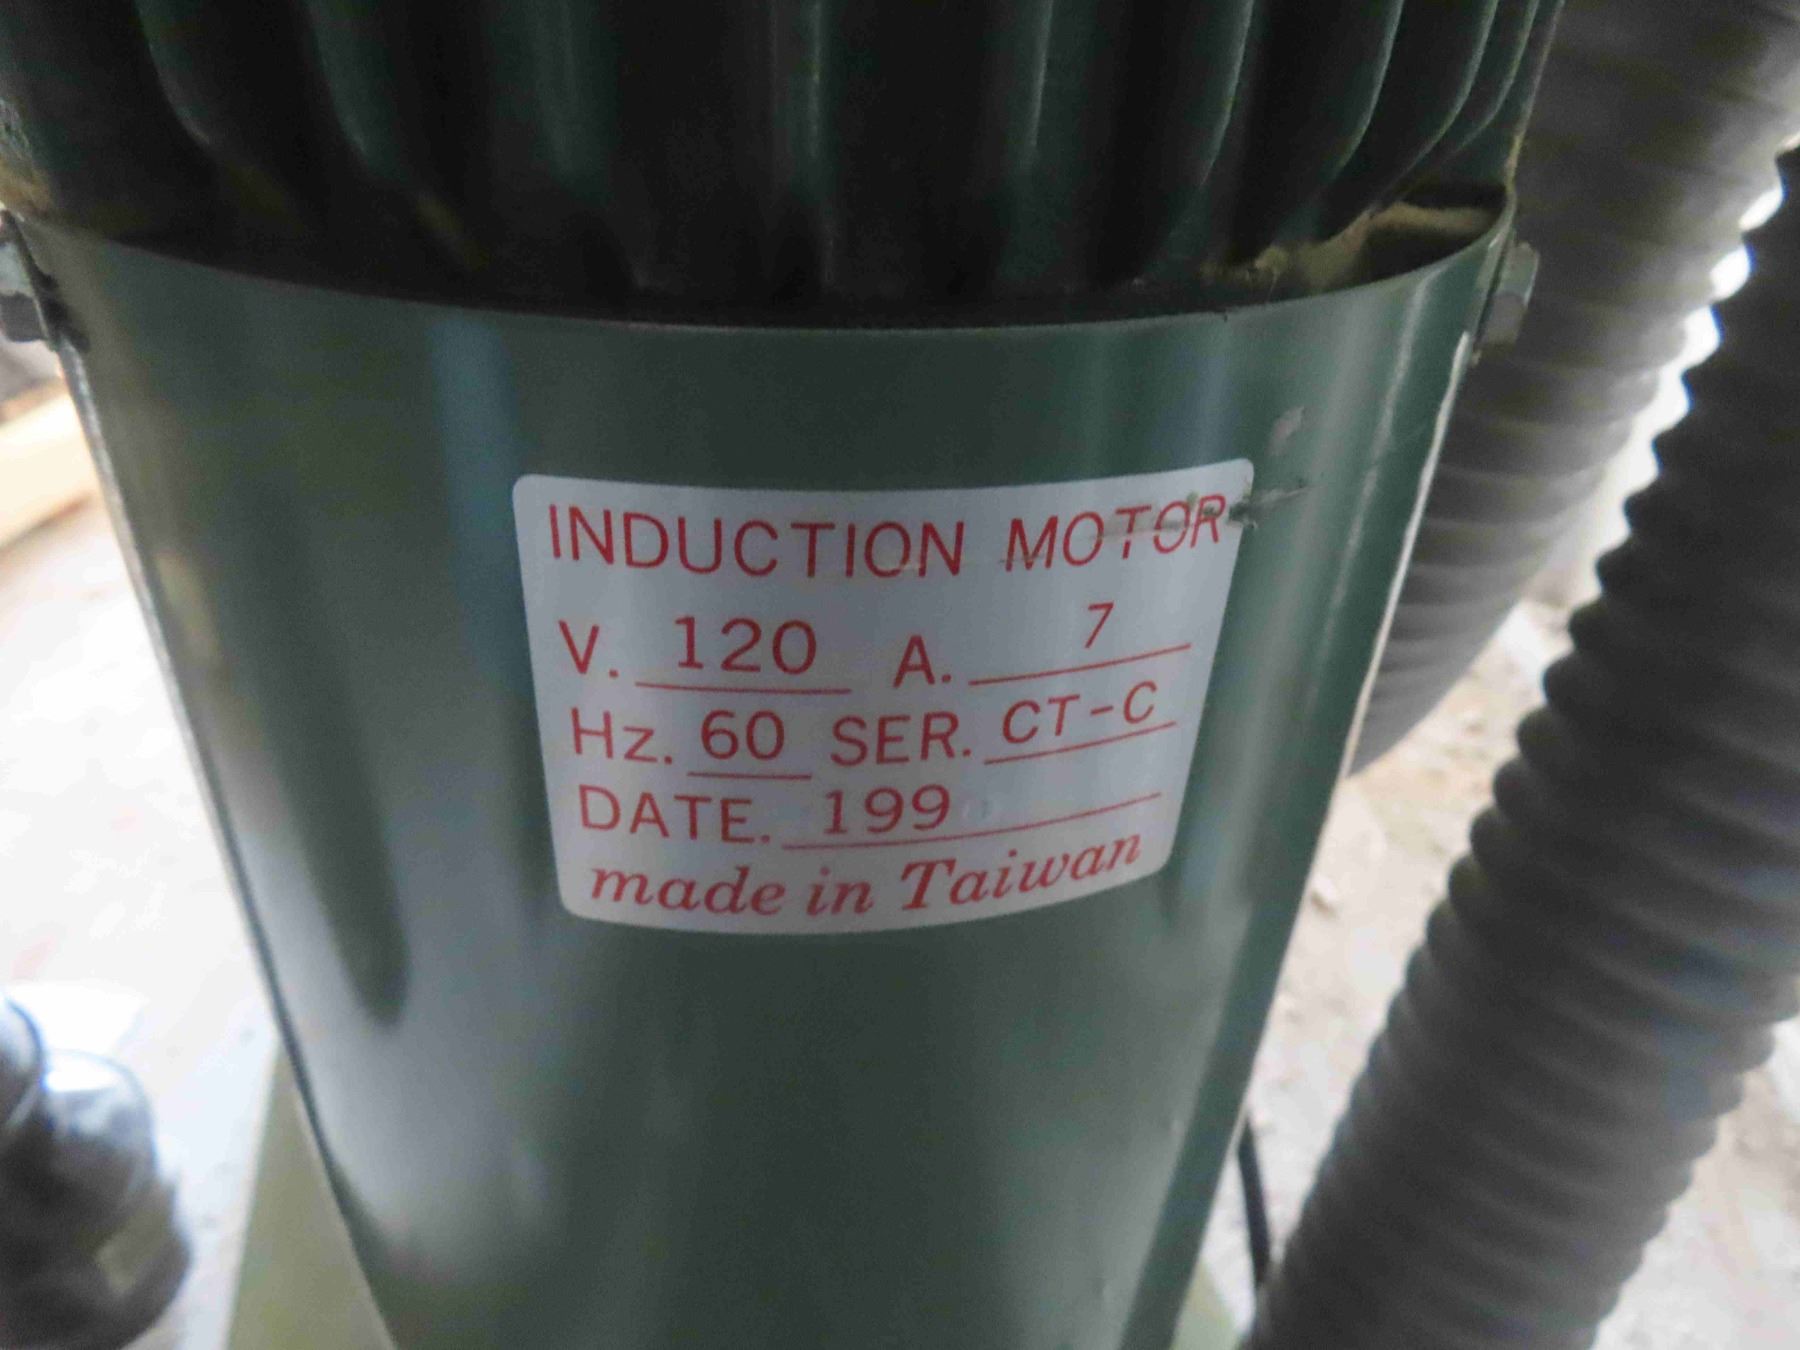 INDUCTION MOTOR
V. 120 A. 7
Hz. 60 SER. CT-C
DATE. 199
made in Taiwan